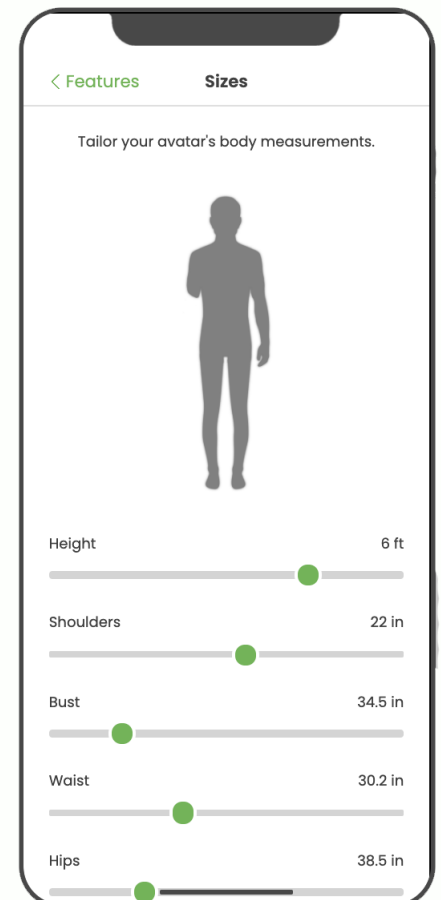 Features
Sizes
Tailor your avatar's body measurements.
Height 6 ft
Shoulders 22 in
Bust 34.5 in
Waist 30.2 in
Hips 38.5 in